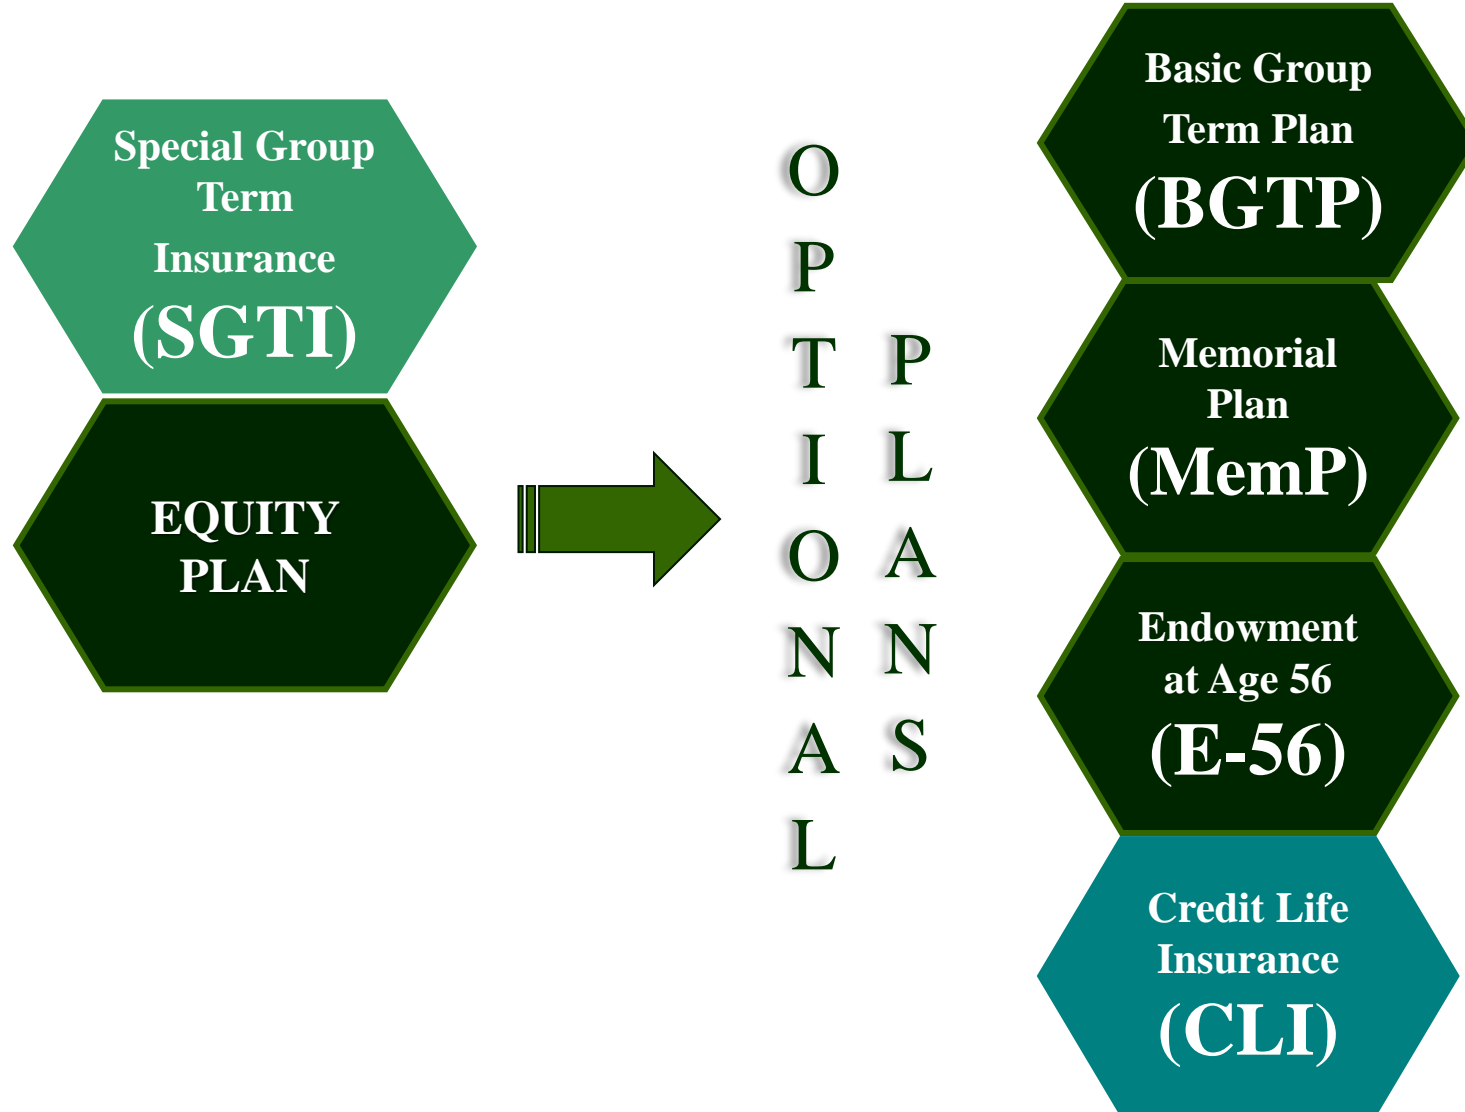 Special Group
Term
Insurance
(SGTI)
EQUITY
PLAN
OPTIONAL
PLANS
Basic Group
Term Plan
(BGTP)
Memorial
Plan
(MemP)
Endowment
at Age 56
(E-56)
Credit Life
Insurance
(CLI)